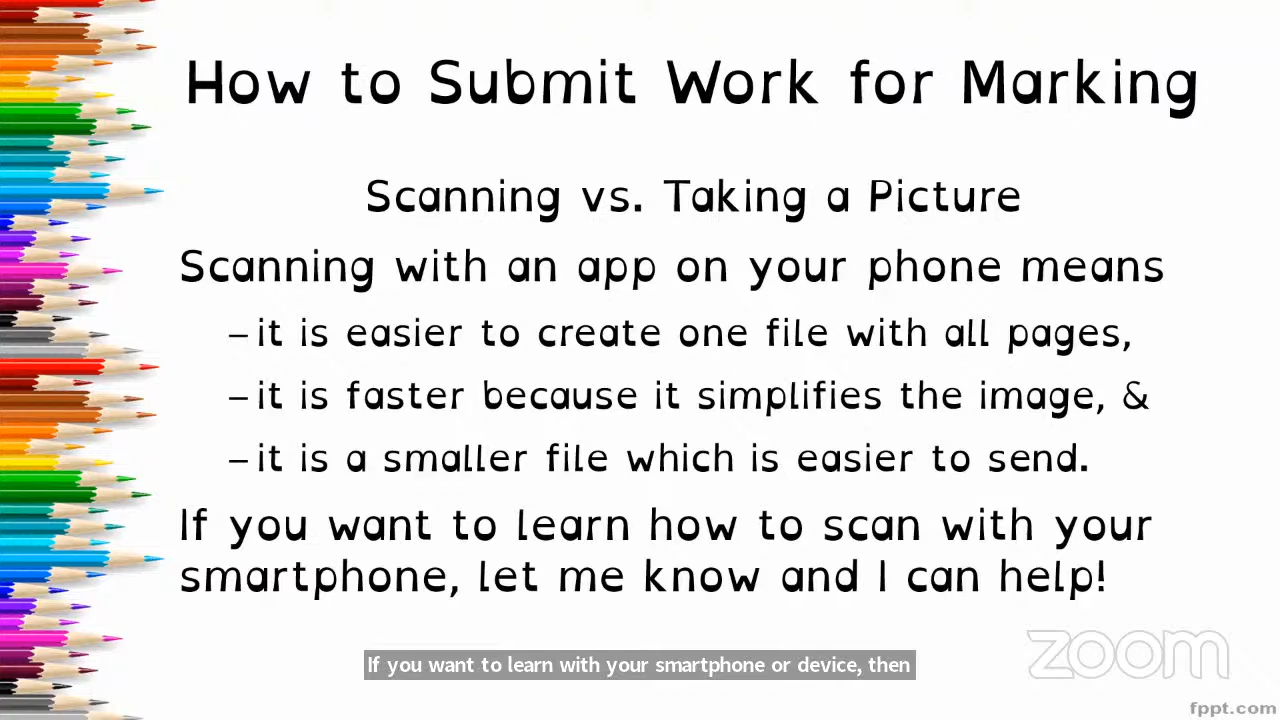 How to Submit Work for Marking
Scanning vs. Taking a Picture
Scanning with an app on your phone means
– it is easier to create one file with all pages,
– it is faster because it simplifies the image, &
– it is a smaller file which is easier to send.
If you want to learn how to scan with your
smartphone, let me know and I can help!
If you want to learn with your smartphone or device, then
zoom
fppt.com